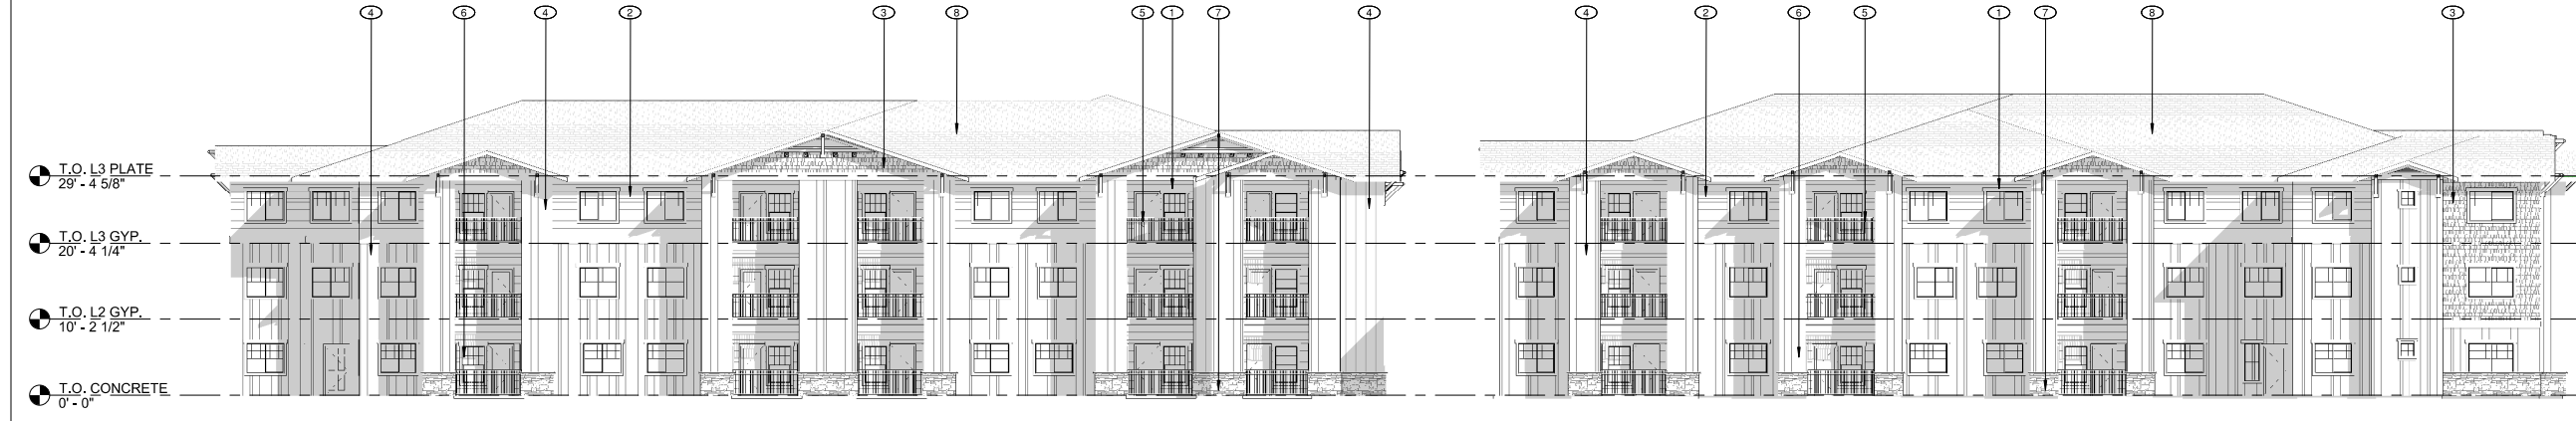 4 6 4 2 3 8 5 1 7 4 4 2 6 5 1 7 8 3
T.O. L3 PLATE
29' - 4 5/8"
T.O. L3 GYP.
20' - 4 1/4"
T.O. L2 GYP.
10' - 2 1/2"
T.O. CONCRETE
0' - 0"